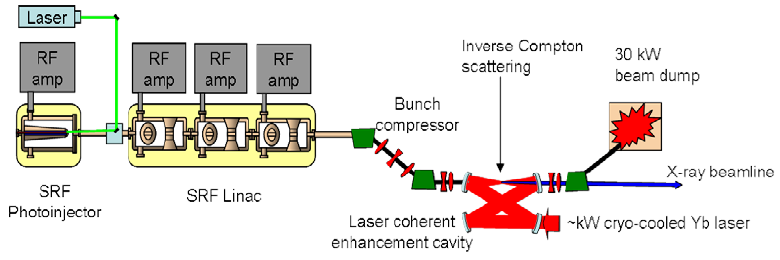 Laser
RF
amp
RF
amp
RF
amp
RF
amp
SRF
Photoinjector
SRF Linac
Bunch
compressor
Inverse Compton
scattering
30 kW
beam dump
X-ray beamline
Laser coherent
enhancement cavity
~kW cryo-cooled Yb laser